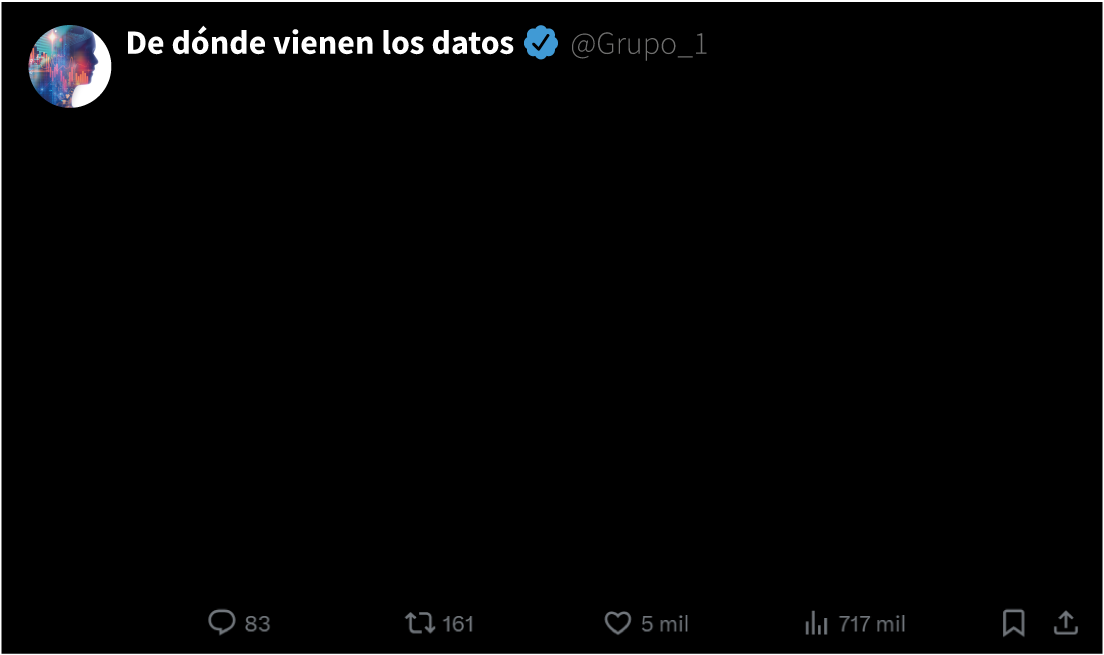 De dónde vienen los datos @Grupo_1
83 161 5 mil 717 mil